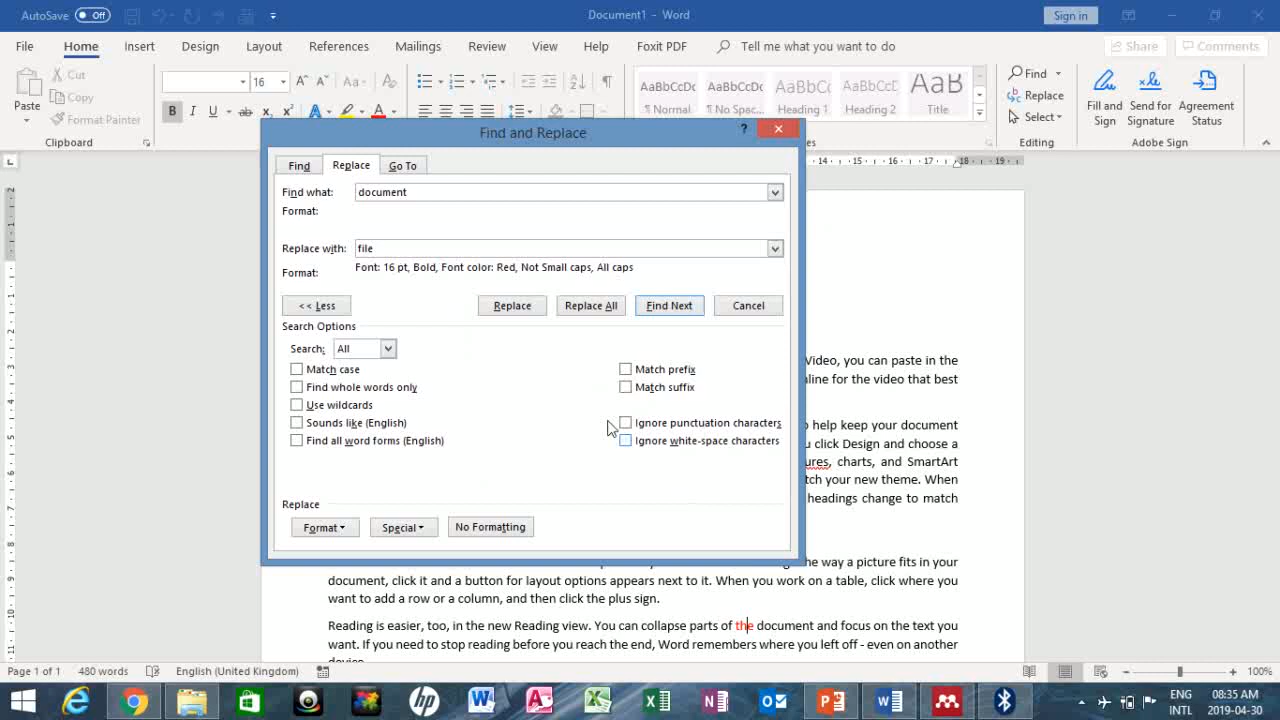 AutoSave Off Document1 - Word Sign in
File Home Insert Design Layout References Mailings Review View Help Foxit PDF Tell me what you want to do Share Comments
Paste Cut Copy Format Painter
Clipboard
16 A A Aa
B I U ab x₂ x²
AaBbCcDc AaBbCcDc AaBbCc AaBbCcD AaB
¶ Normal ¶ No Spac... Heading 1 Heading 2 Title
Find Replace Select
Editing
Fill and Sign Send for Signature Agreement Status
Adobe Sign
Find and Replace ?
Find Replace Go To
Find what: document
Format:
Replace with: file
Format: Font: 16 pt, Bold, Font color: Red, Not Small caps, All caps
<< Less Replace Replace All Find Next Cancel
Search Options
Search: All
Match case Match prefix
Find whole words only Match suffix
Use wildcards
Sounds like (English) Ignore punctuation characters
Find all word forms (English) Ignore white-space characters
Replace
Format Special No Formatting
14 15 16 17 18 19
Video, you can paste in the
line for the video that best
help keep your document
click Design and choose a
charts, and SmartArt
your new theme. When
headings change to match
the way a picture fits in your
document, click it and a button for layout options appears next to it. When you work on a table, click where you
want to add a row or a column, and then click the plus sign.
Reading is easier, too, in the new Reading view. You can collapse parts of the document and focus on the text you
want. If you need to stop reading before you reach the end, Word remembers where you left off - even on another
Page 1 of 1 480 words English (United Kingdom) 100%
ENG 08:35 AM
INTL 2019-04-30